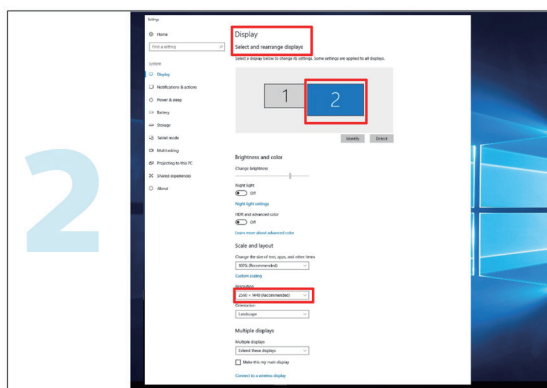 2
Settings
Home
Find a setting
System
Display
Notifications & actions
Power & sleep
Battery
Storage
Tablet mode
Multitasking
Projecting to this PC
Shared experiences
About
Display
Select and rearrange displays
Select a display below to change its settings. Some settings are applied to all displays.
1
2
Identify
Detect
Brightness and color
Change brightness
Night light
Off
Night light settings
HDR and advanced color
Off
Learn more about advanced color
Scale and layout
Change the size of text, apps, and other items
100% (Recommended)
Custom scaling
Resolution
2560 × 1440 (Recommended)
Orientation
Landscape
Multiple displays
Multiple displays
Extend these displays
Make this my main display
Connect to a wireless display